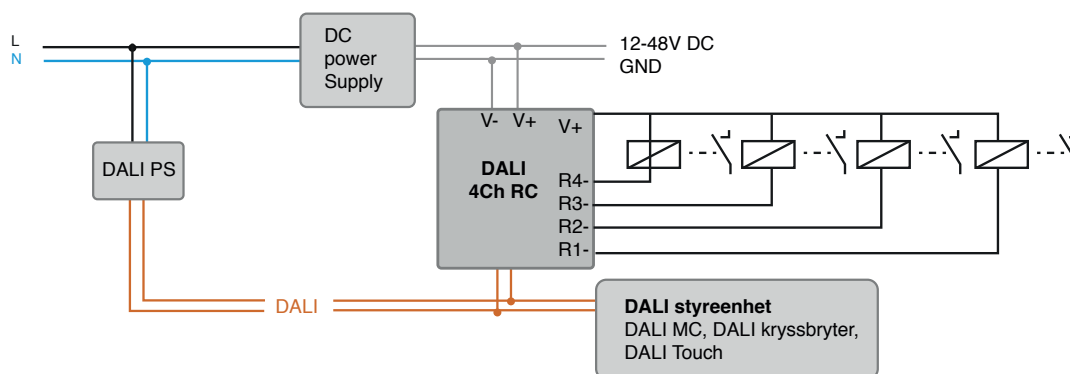 L
N
DC
power
Supply
12-48V DC
GND
V- V+
V+
DALI
4Ch RC
R4-
R3-
R2-
R1-
DALI PS
DALI
DALI styreenhet
DALI MC, DALI kryssbryter,
DALI Touch